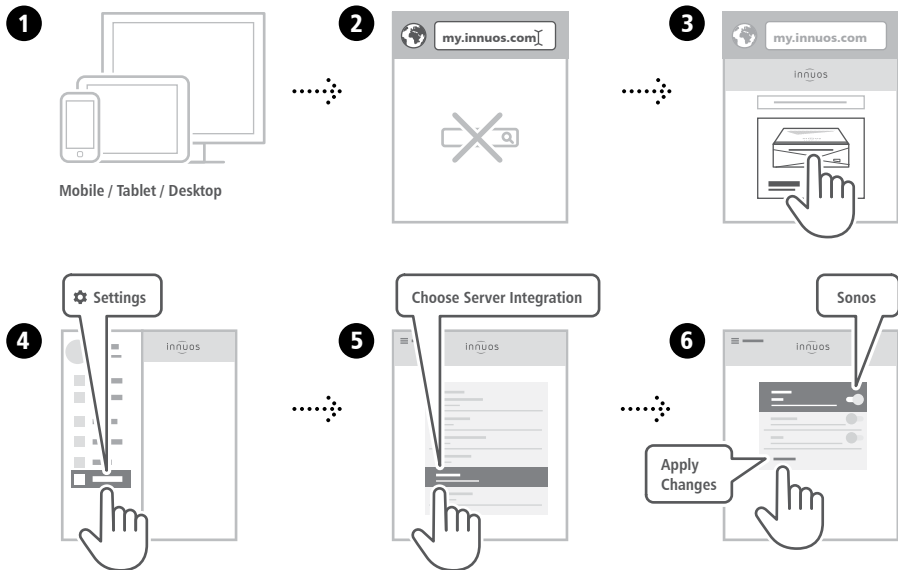 1
2
my.innuos.com
3
my.innuos.com
innuos
Mobile / Tablet / Desktop
4
Settings
innuos
5
Choose Server Integration
innuos
6
Sonos
innuos
Apply
Changes